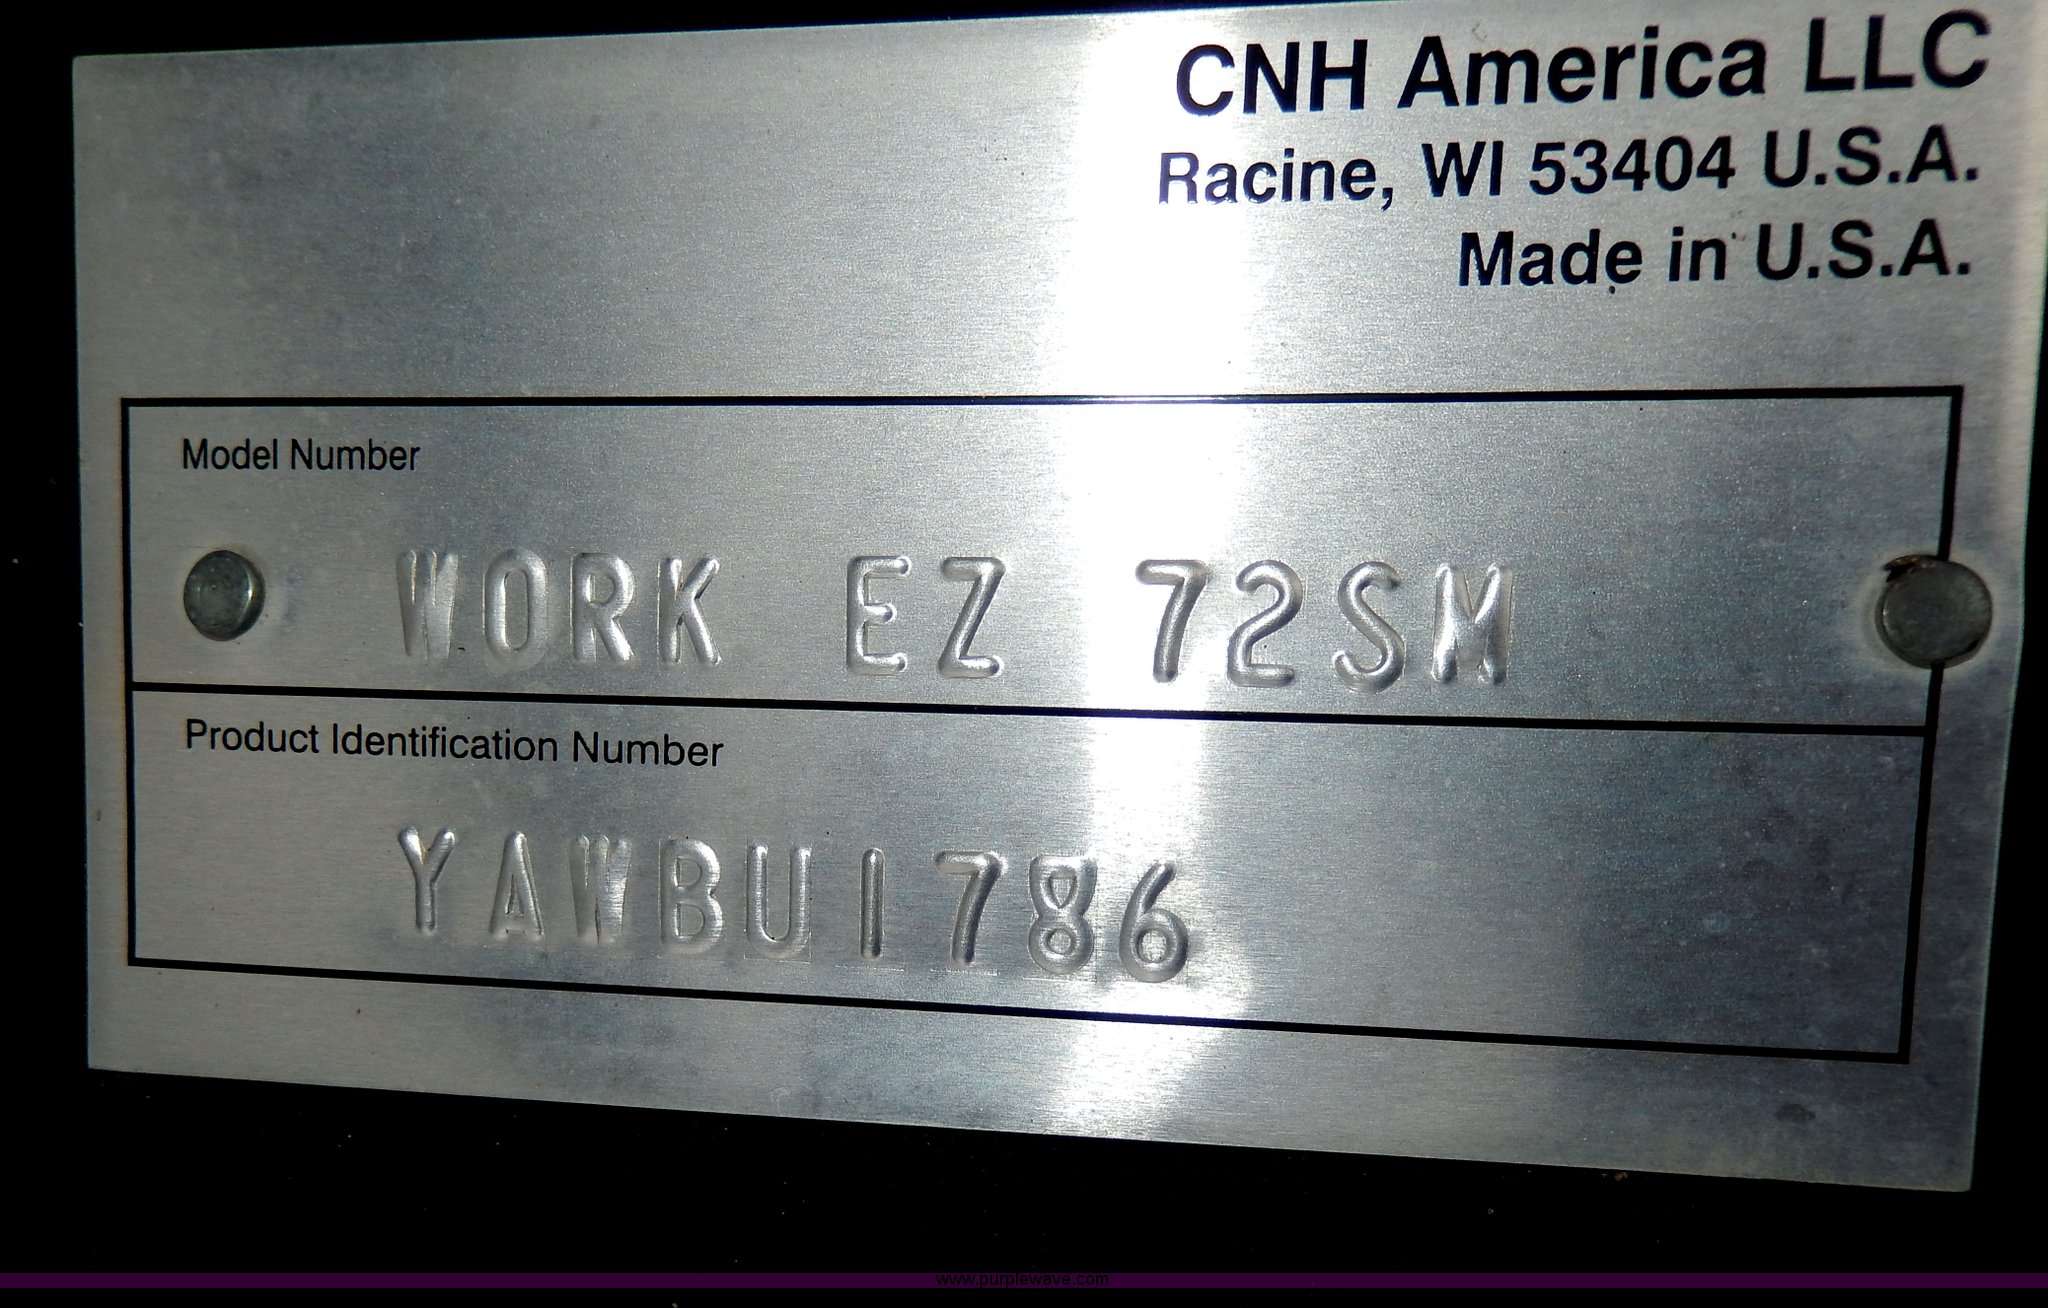 CNH America LLC
Racine, WI 53404 U.S.A.
Made in U.S.A.
Model Number
WORK EZ 72SM
Product Identification Number
YAWBU1786
www.purplewave.com